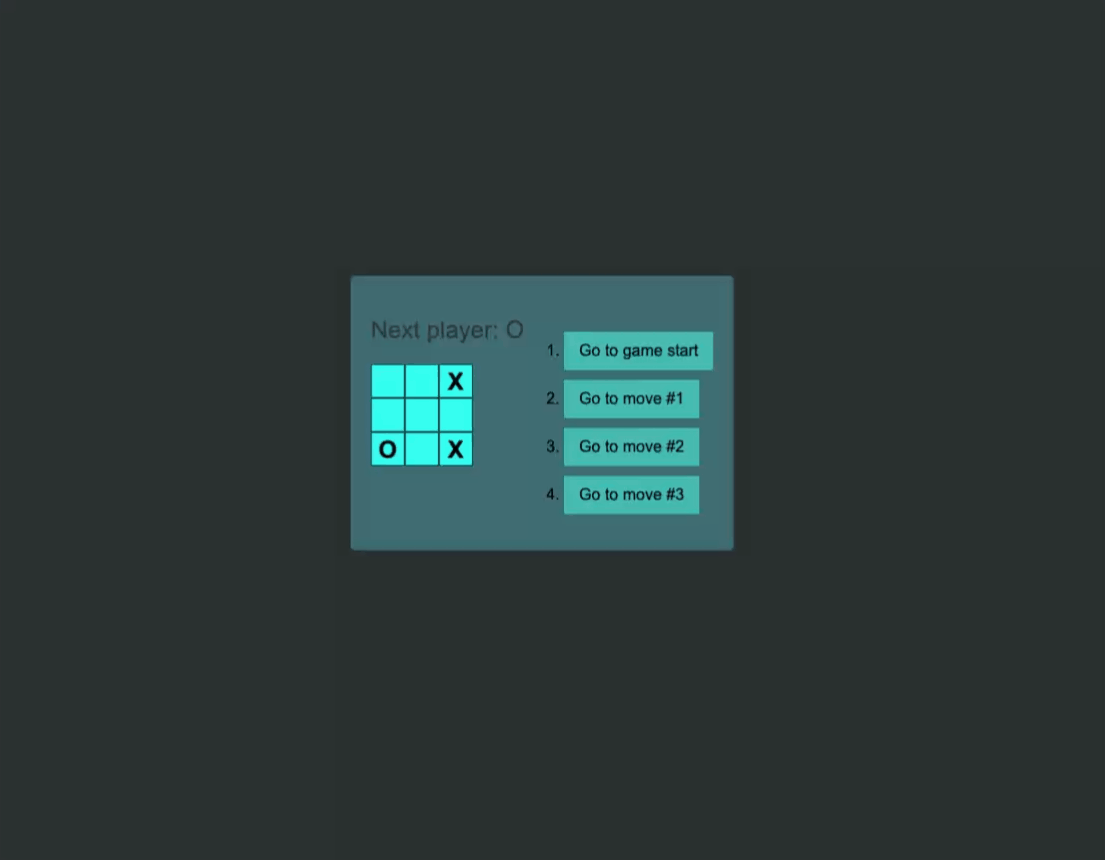 Next player: O
X
O X
1. Go to game start
2. Go to move #1
3. Go to move #2
4. Go to move #3